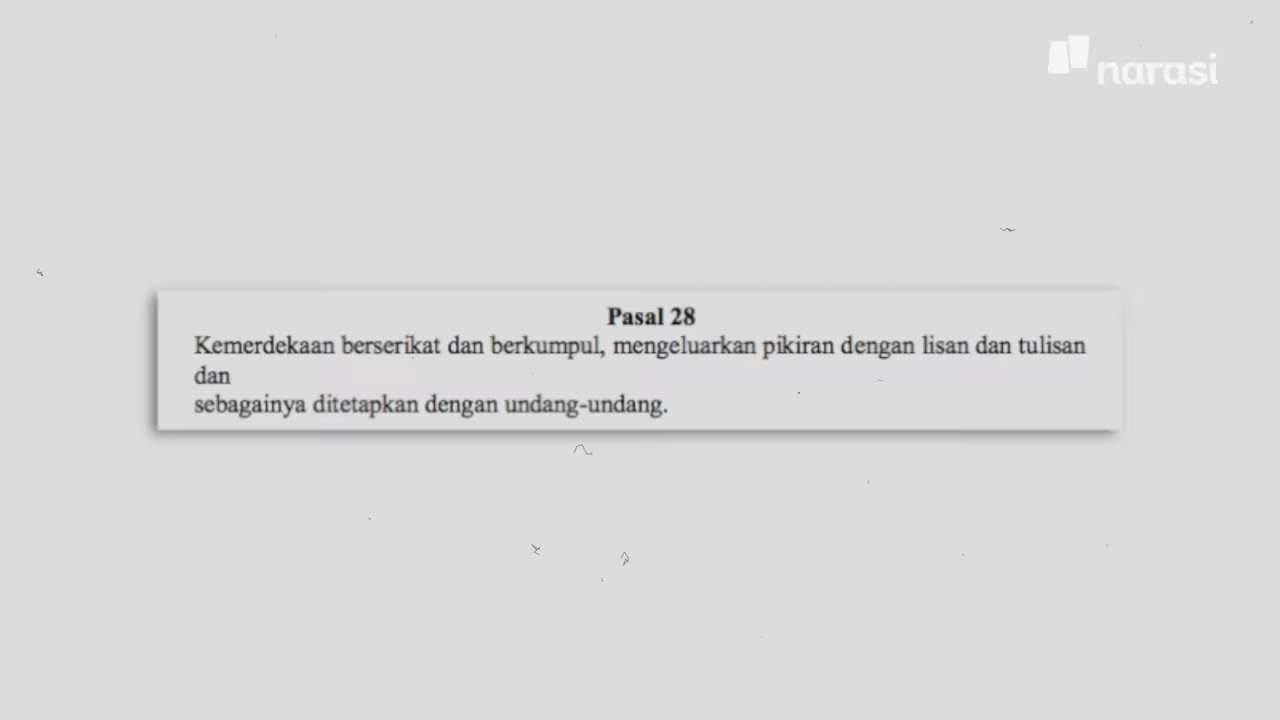 narasi
Pasal 28
Kemerdekaan berserikat dan berkumpul, mengeluarkan pikiran dengan lisan dan tulisan
dan
sebagainya ditetapkan dengan undang-undang.